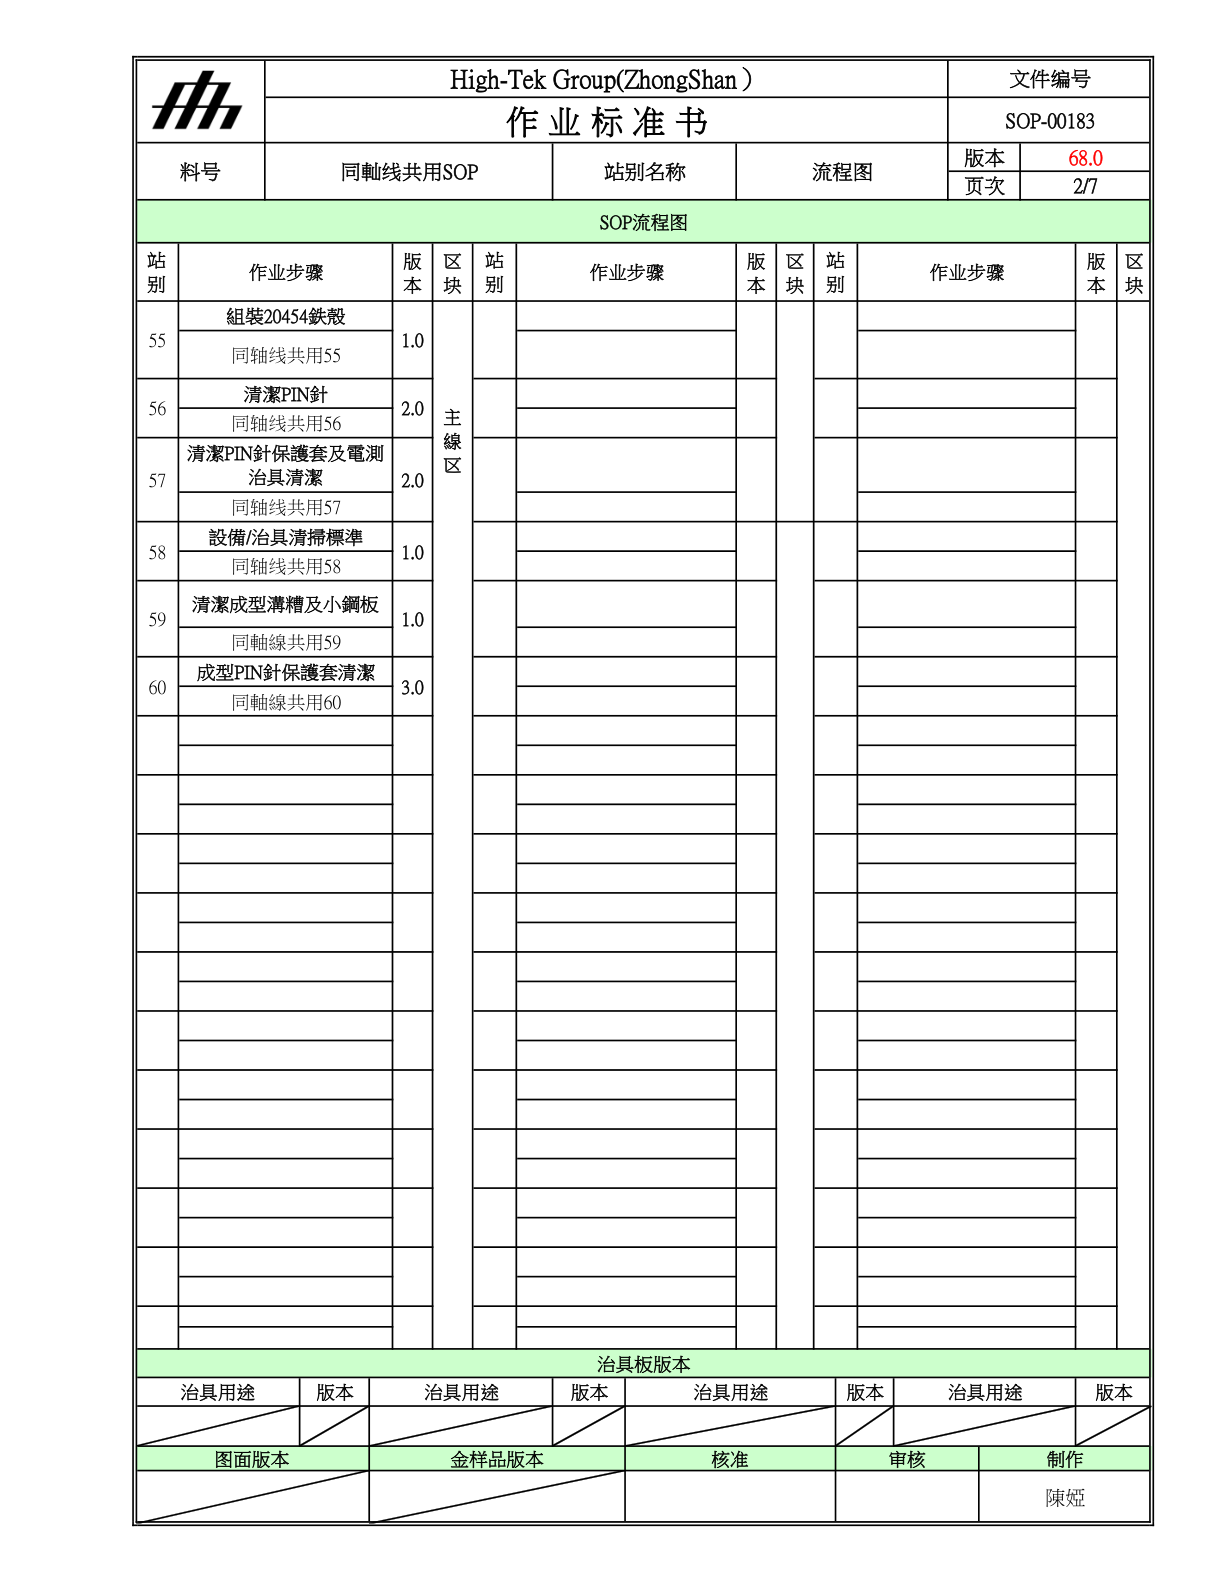 High-Tek Group(ZhongShan）
文件编号
作业标准书
SOP-00183
料号
同軸线共用SOP
站别名称
流程图
版本
68.0
页次
2/7
SOP流程图
站别
作业步骤
版本
区块
站别
作业步骤
版本
区块
站别
作业步骤
版本
区块
55
組裝20454鉄殼
同轴线共用55
1.0
主線区
56
清潔PIN針
同轴线共用56
2.0
57
清潔PIN針保護套及電測
治具清潔
同轴线共用57
2.0
58
設備/治具清掃標準
同轴线共用58
1.0
59
清潔成型溝糟及小鋼板
同軸線共用59
1.0
60
成型PIN針保護套清潔
同軸線共用60
3.0
治具板版本
治具用途
版本
治具用途
版本
治具用途
版本
治具用途
版本
图面版本
金样品版本
核准
审核
制作
陳婭